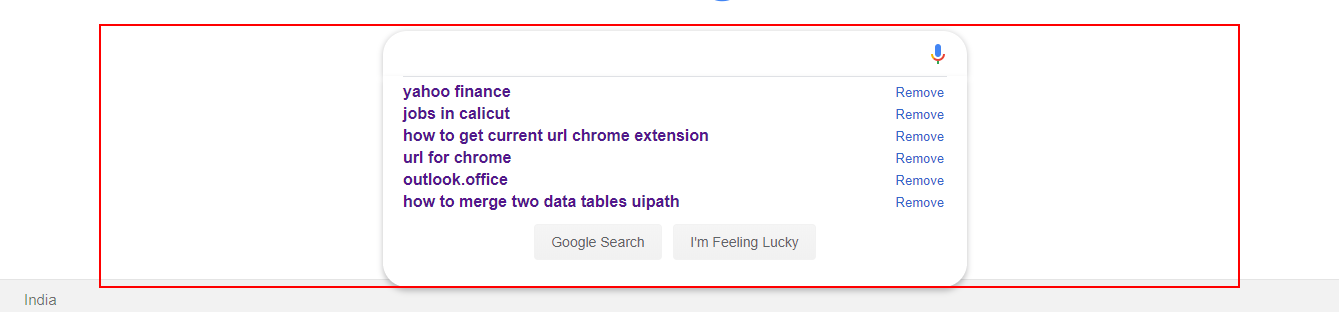 yahoo finance Remove
jobs in calicut Remove
how to get current url chrome extension Remove
url for chrome Remove
outlook.office Remove
how to merge two data tables uipath Remove
Google Search I'm Feeling Lucky
India